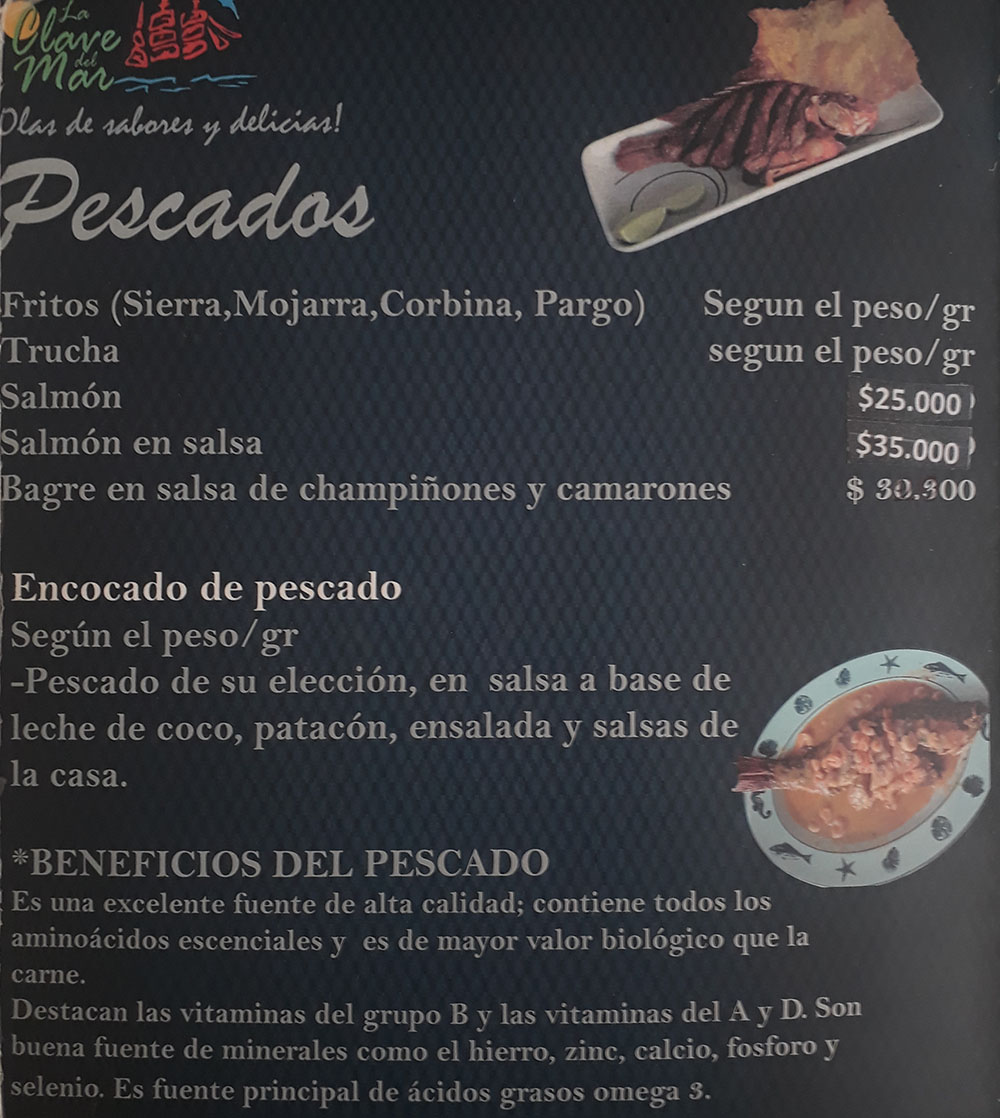 La
Clave
del
Mar
Olas de sabores y delicias!
Pescados
Fritos (Sierra,Mojarra,Corbina, Pargo) Segun el peso/gr
Trucha segun el peso/gr
Salmón $25.000
Salmón en salsa $35.000
Bagre en salsa de champiñones y camarones $ 30.300
Encocado de pescado
Según el peso/gr
-Pescado de su elección, en salsa a base de
leche de coco, patacón, ensalada y salsas de
la casa.
*BENEFICIOS DEL PESCADO
Es una excelente fuente de alta calidad; contiene todos los
aminoácidos escenciales y es de mayor valor biológico que la
carne.
Destacan las vitaminas del grupo B y las vitaminas del A y D. Son
buena fuente de minerales como el hierro, zinc, calcio, fosforo y
selenio. Es fuente principal de ácidos grasos omega 3.